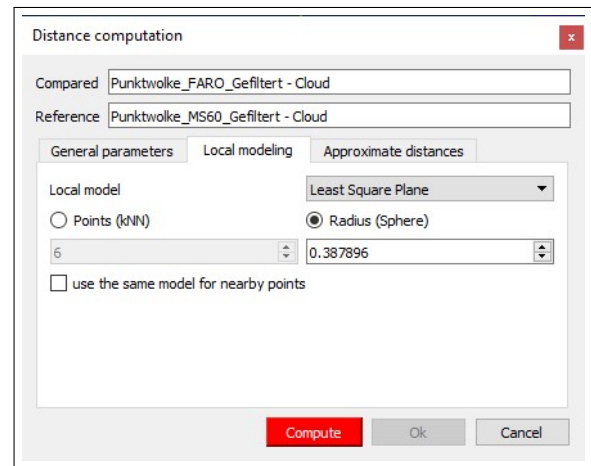 Distance computation x
Compared Punktwolke_FARO_Gefiltert - Cloud
Reference Punktwolke_MS60_Gefiltert - Cloud
General parameters Local modeling Approximate distances
Local model Least Square Plane
Points (kNN) Radius (Sphere)
6 0.387896
use the same model for nearby points
Compute Ok Cancel